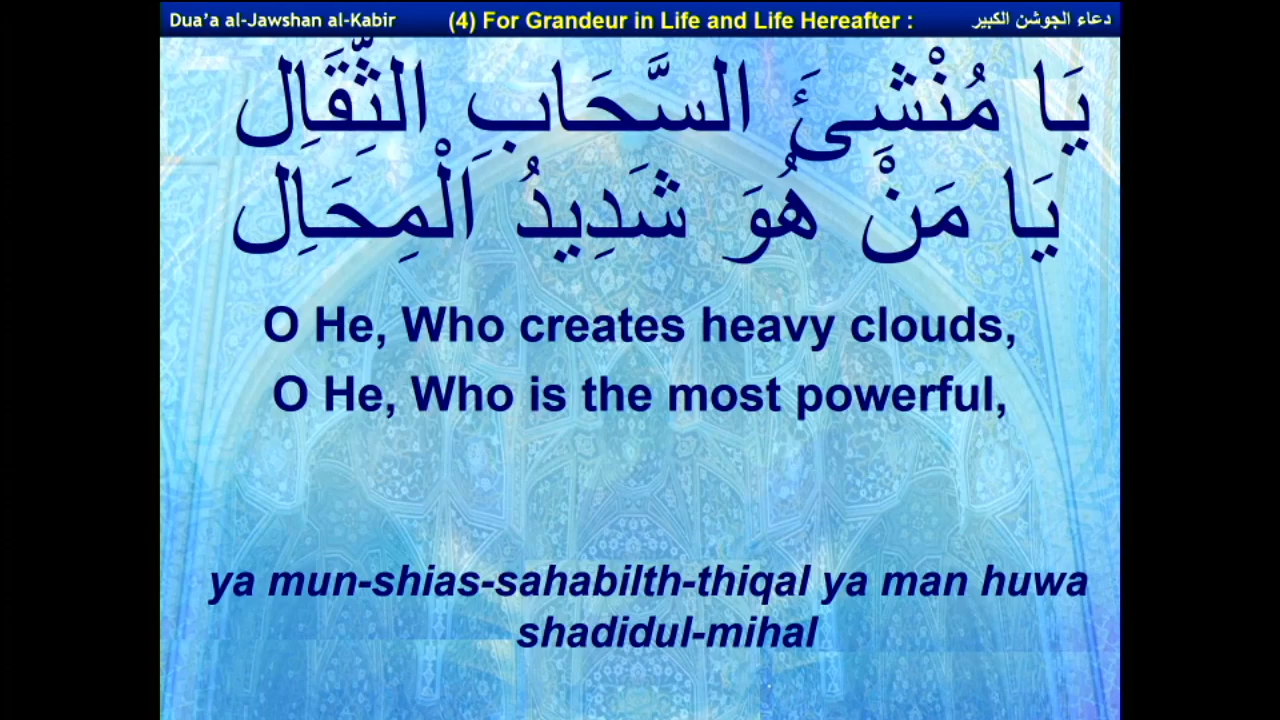 Dua'a al-Jawshan al-Kabir (4) For Grandeur in Life and Life Hereafter : دعاء الجوشن الكبير
يَا مُنْشِئَ السَّحَابِ الثِّقَالِ
يَا مَنْ هُوَ شَدِيدُ الْمِحَالِ
O He, Who creates heavy clouds,
O He, Who is the most powerful,
ya mun-shias-sahabilth-thiqal ya man huwa
shadidul-mihal